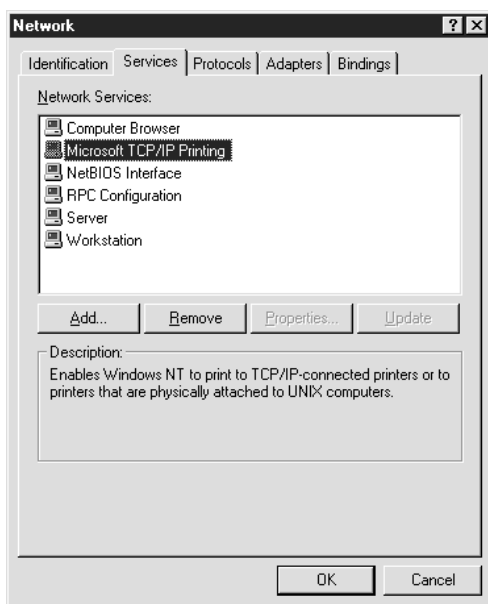 Network
Identification Services Protocols Adapters Bindings
Network Services:
Computer Browser
Microsoft TCP/IP Printing
NetBIOS Interface
RPC Configuration
Server
Workstation
Add... Remove Properties... Update
Description:
Enables Windows NT to print to TCP/IP-connected printers or to
printers that are physically attached to UNIX computers.
OK Cancel